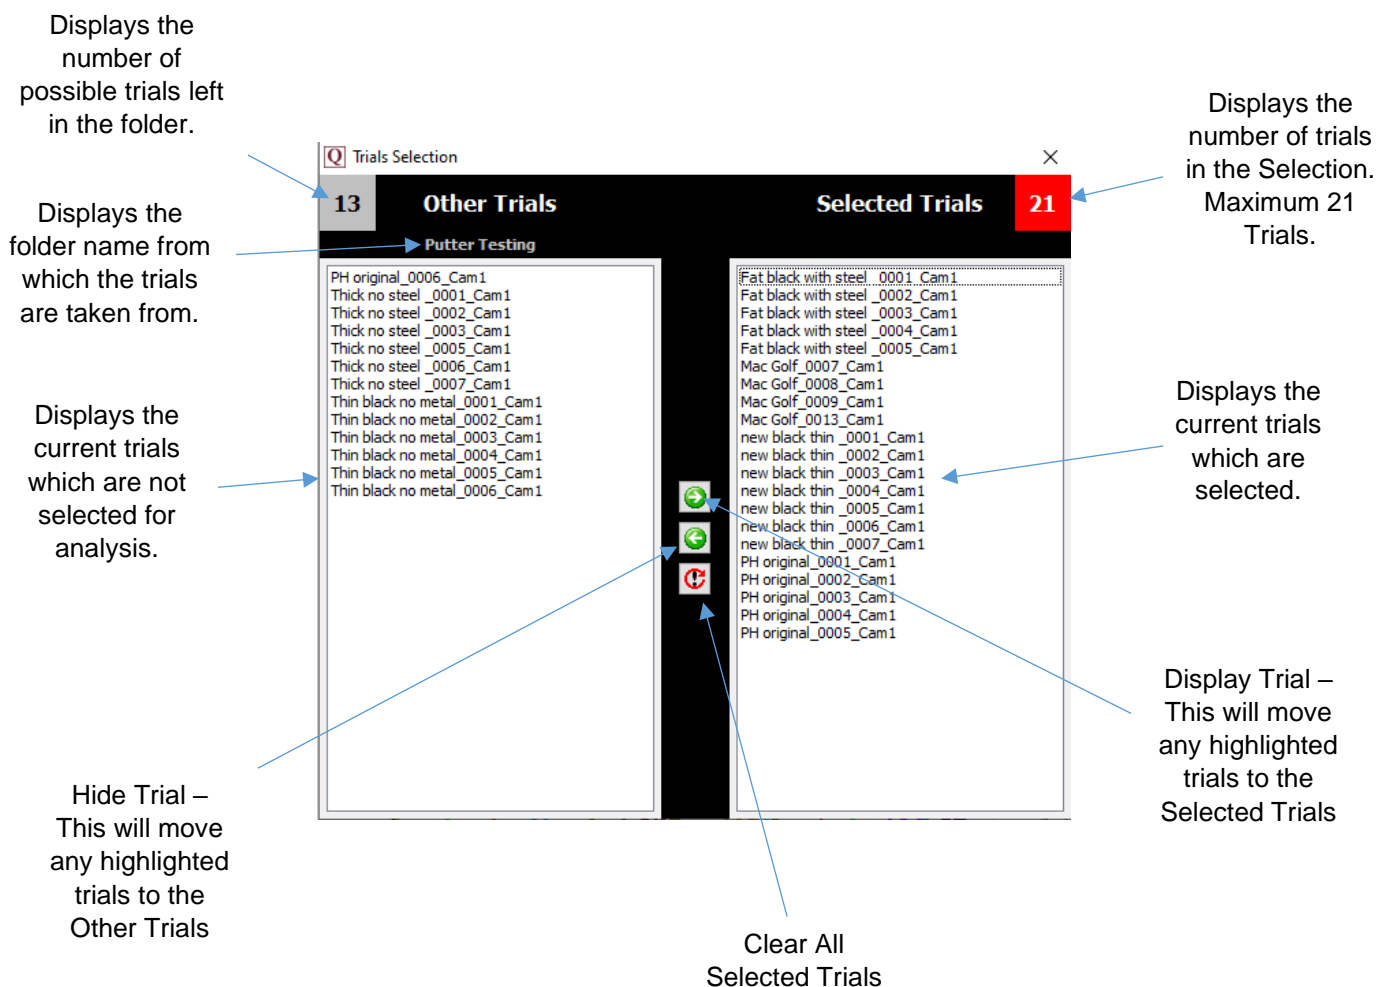 Displays the
number of
possible trials left
in the folder.
Displays the
folder name from
which the trials
are taken from.
Displays the
current trials
which are not
selected for
analysis.
Hide Trial –
This will move
any highlighted
trials to the
Other Trials
Q Trials Selection
13 Other Trials Selected Trials 21
Putter Testing
PH original_0006_Cam1
Thick no steel _0001_Cam1
Thick no steel _0002_Cam1
Thick no steel _0003_Cam1
Thick no steel _0005_Cam1
Thick no steel _0006_Cam1
Thick no steel _0007_Cam1
Thin black no metal_0001_Cam1
Thin black no metal_0002_Cam1
Thin black no metal_0003_Cam1
Thin black no metal_0004_Cam1
Thin black no metal_0005_Cam1
Thin black no metal_0006_Cam1
Fat black with steel _0001_Cam1
Fat black with steel _0002_Cam1
Fat black with steel _0003_Cam1
Fat black with steel _0004_Cam1
Fat black with steel _0005_Cam1
Mac Golf_0007_Cam1
Mac Golf_0008_Cam1
Mac Golf_0009_Cam1
Mac Golf_0013_Cam1
new black thin _0001_Cam1
new black thin _0002_Cam1
new black thin _0003_Cam1
new black thin _0004_Cam1
new black thin _0005_Cam1
new black thin _0006_Cam1
new black thin _0007_Cam1
PH original_0001_Cam1
PH original_0002_Cam1
PH original_0003_Cam1
PH original_0004_Cam1
PH original_0005_Cam1
Displays the
number of trials
in the Selection.
Maximum 21
Trials.
Displays the
current trials
which are
selected.
Display Trial –
This will move
any highlighted
trials to the
Selected Trials
Clear All
Selected Trials